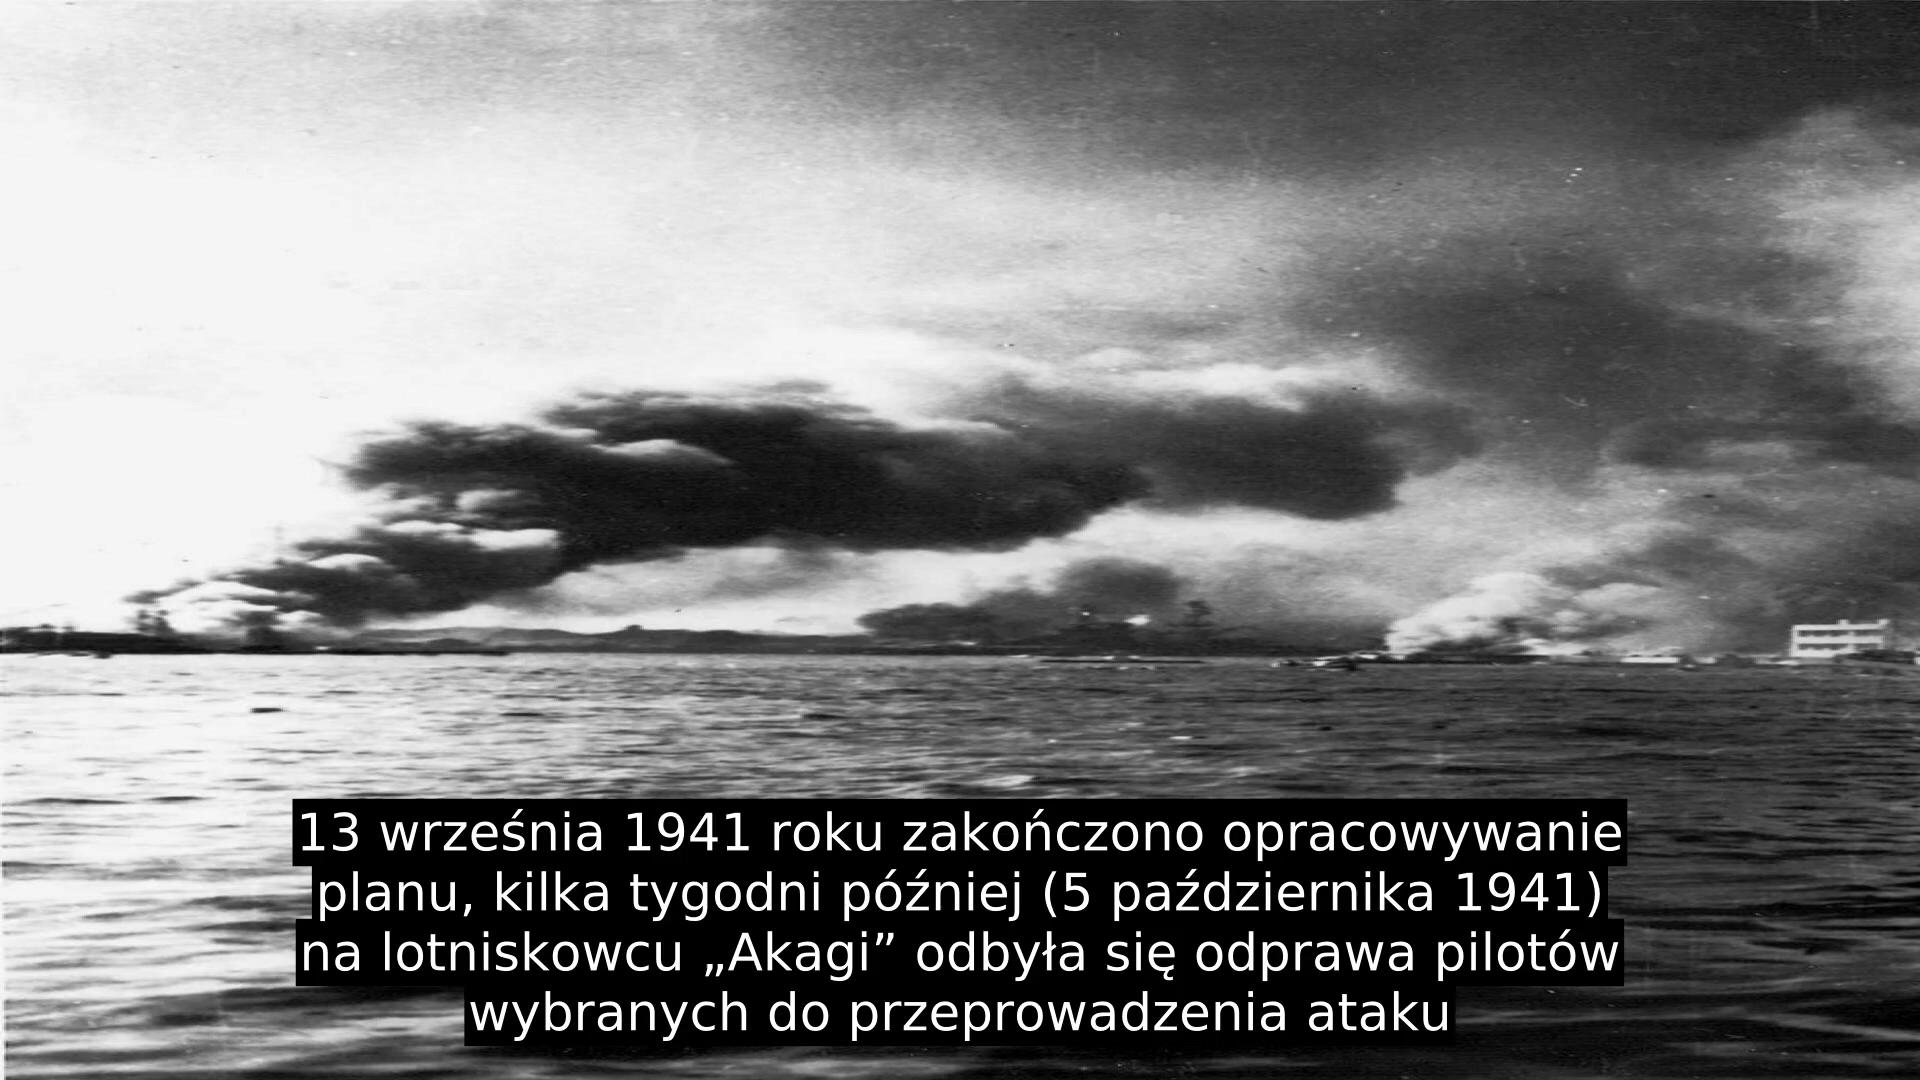 13 września 1941 roku zakończono opracowywanie
planu, kilka tygodni później (5 października 1941)
na lotniskowcu „Akagi” odbyła się odprawa pilotów
wybranych do przeprowadzenia ataku